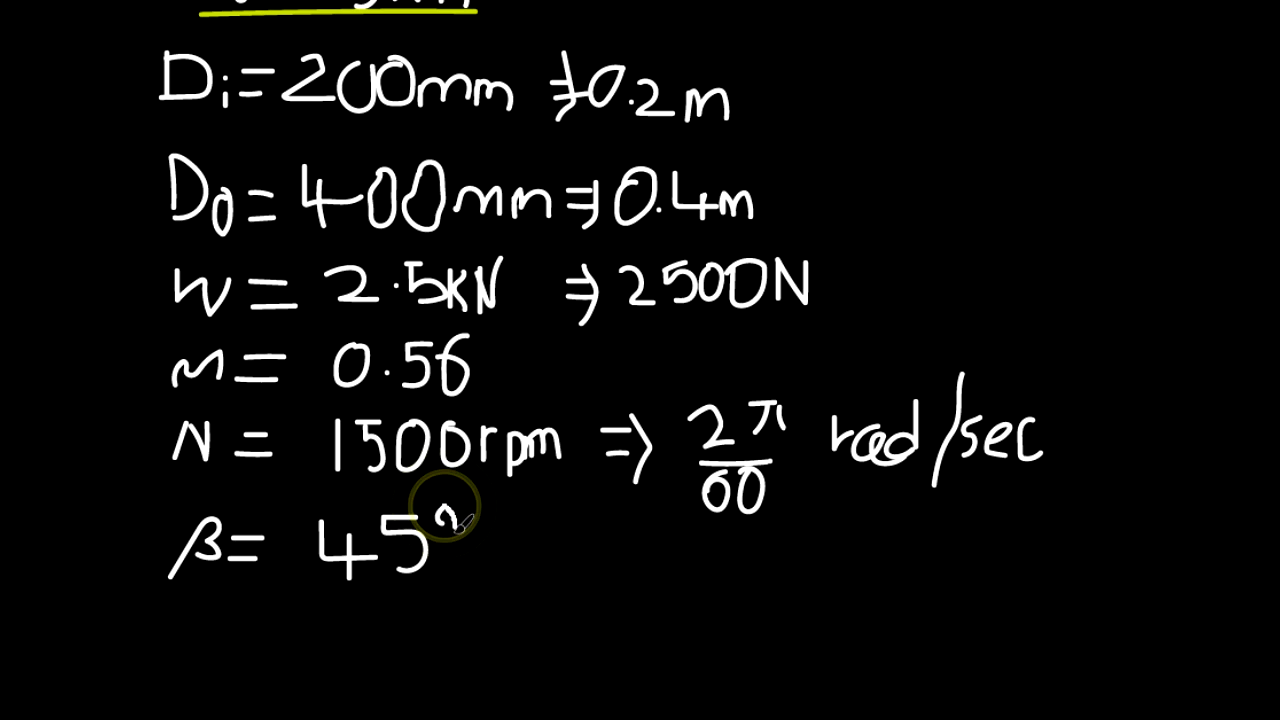 Di = 200mm ⇒ 0.2m
D0 = 400mm ⇒ 0.4m
W = 2.5KN ⇒ 2500N
M = 0.56
N = 1500rpm ⇒ 2π/60 rad/sec
β = 45°